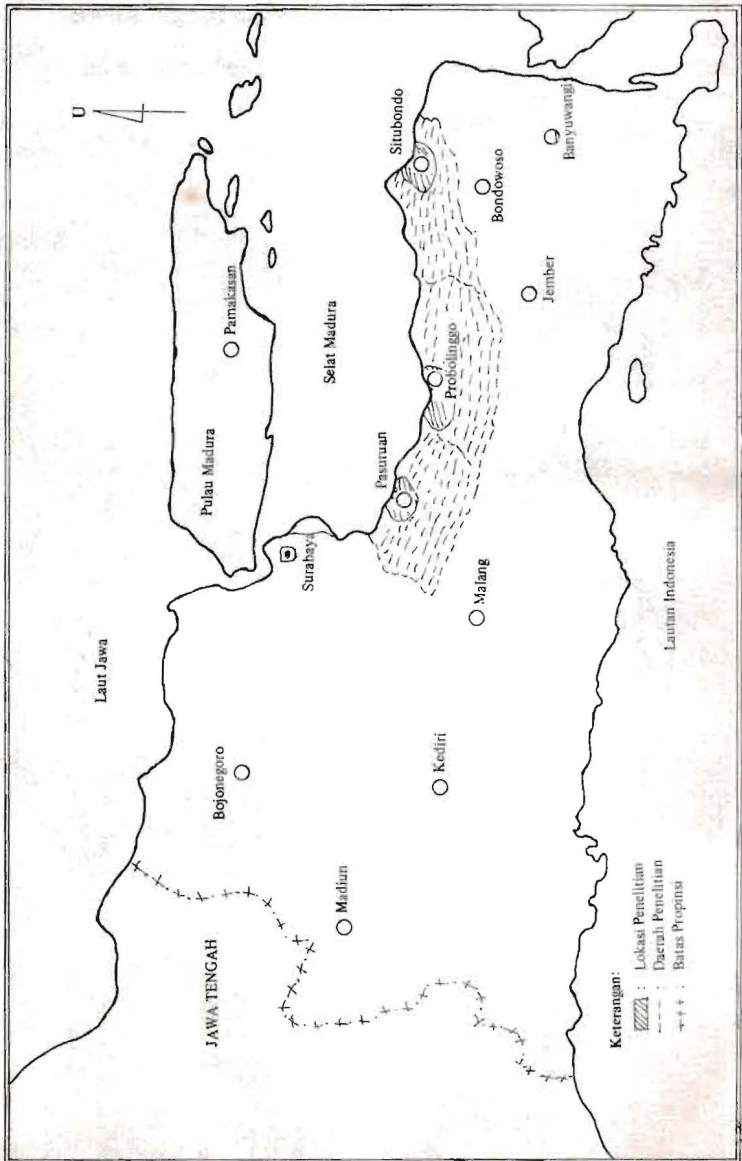 U
Laut Jawa
Pulau Madura
Pamakasan
Selat Madura
Surabaya
Bojonegoro
JAWA TENGAH
Madiun
Kediri
Malang
Pasuruan
Probolinggo
Situbondo
Bondowoso
Jember
Banyuwangi
Lautan Indonesia
Keterangan:
: Lokasi Penelitian
: Daerah Penelitian
: Batas Propinsi